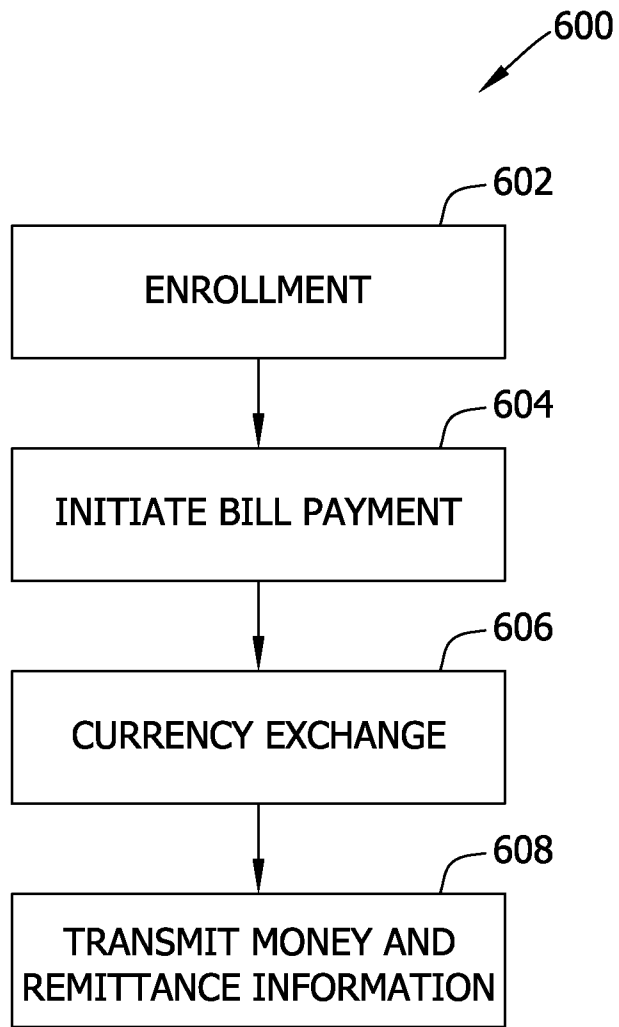 600
602
ENROLLMENT
604
INITIATE BILL PAYMENT
606
CURRENCY EXCHANGE
608
TRANSMIT MONEY AND
REMITTANCE INFORMATION